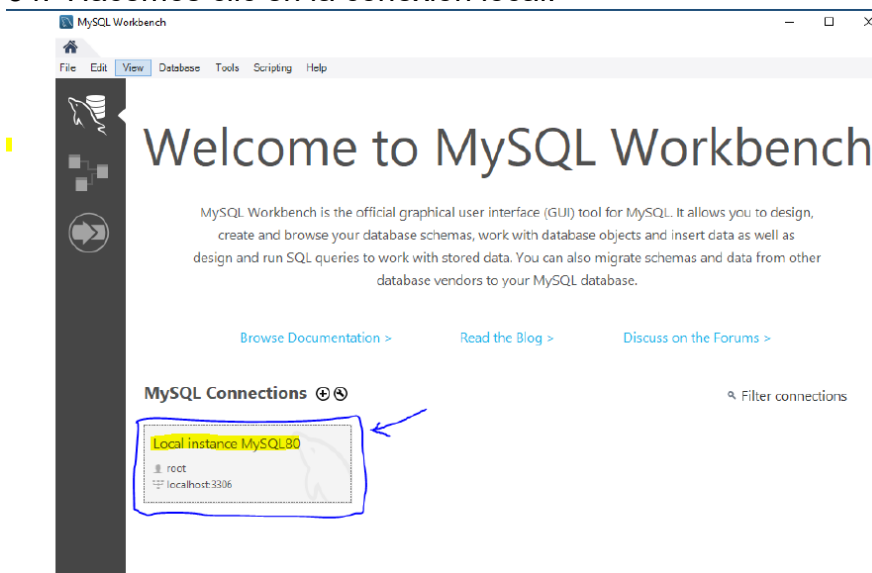 MySQL Workbench
File Edit View Database Tools Scripting Help
Welcome to MySQL Workbench
MySQL Workbench is the official graphical user interface (GUI) tool for MySQL. It allows you to design,
create and browse your database schemas, work with database objects and insert data as well as
design and run SQL queries to work with stored data. You can also migrate schemas and data from other
database vendors to your MySQL database.
Browse Documentation > Read the Blog > Discuss on the Forums >
MySQL Connections Filter connections
Local instance MySQL80
root
localhost:3306